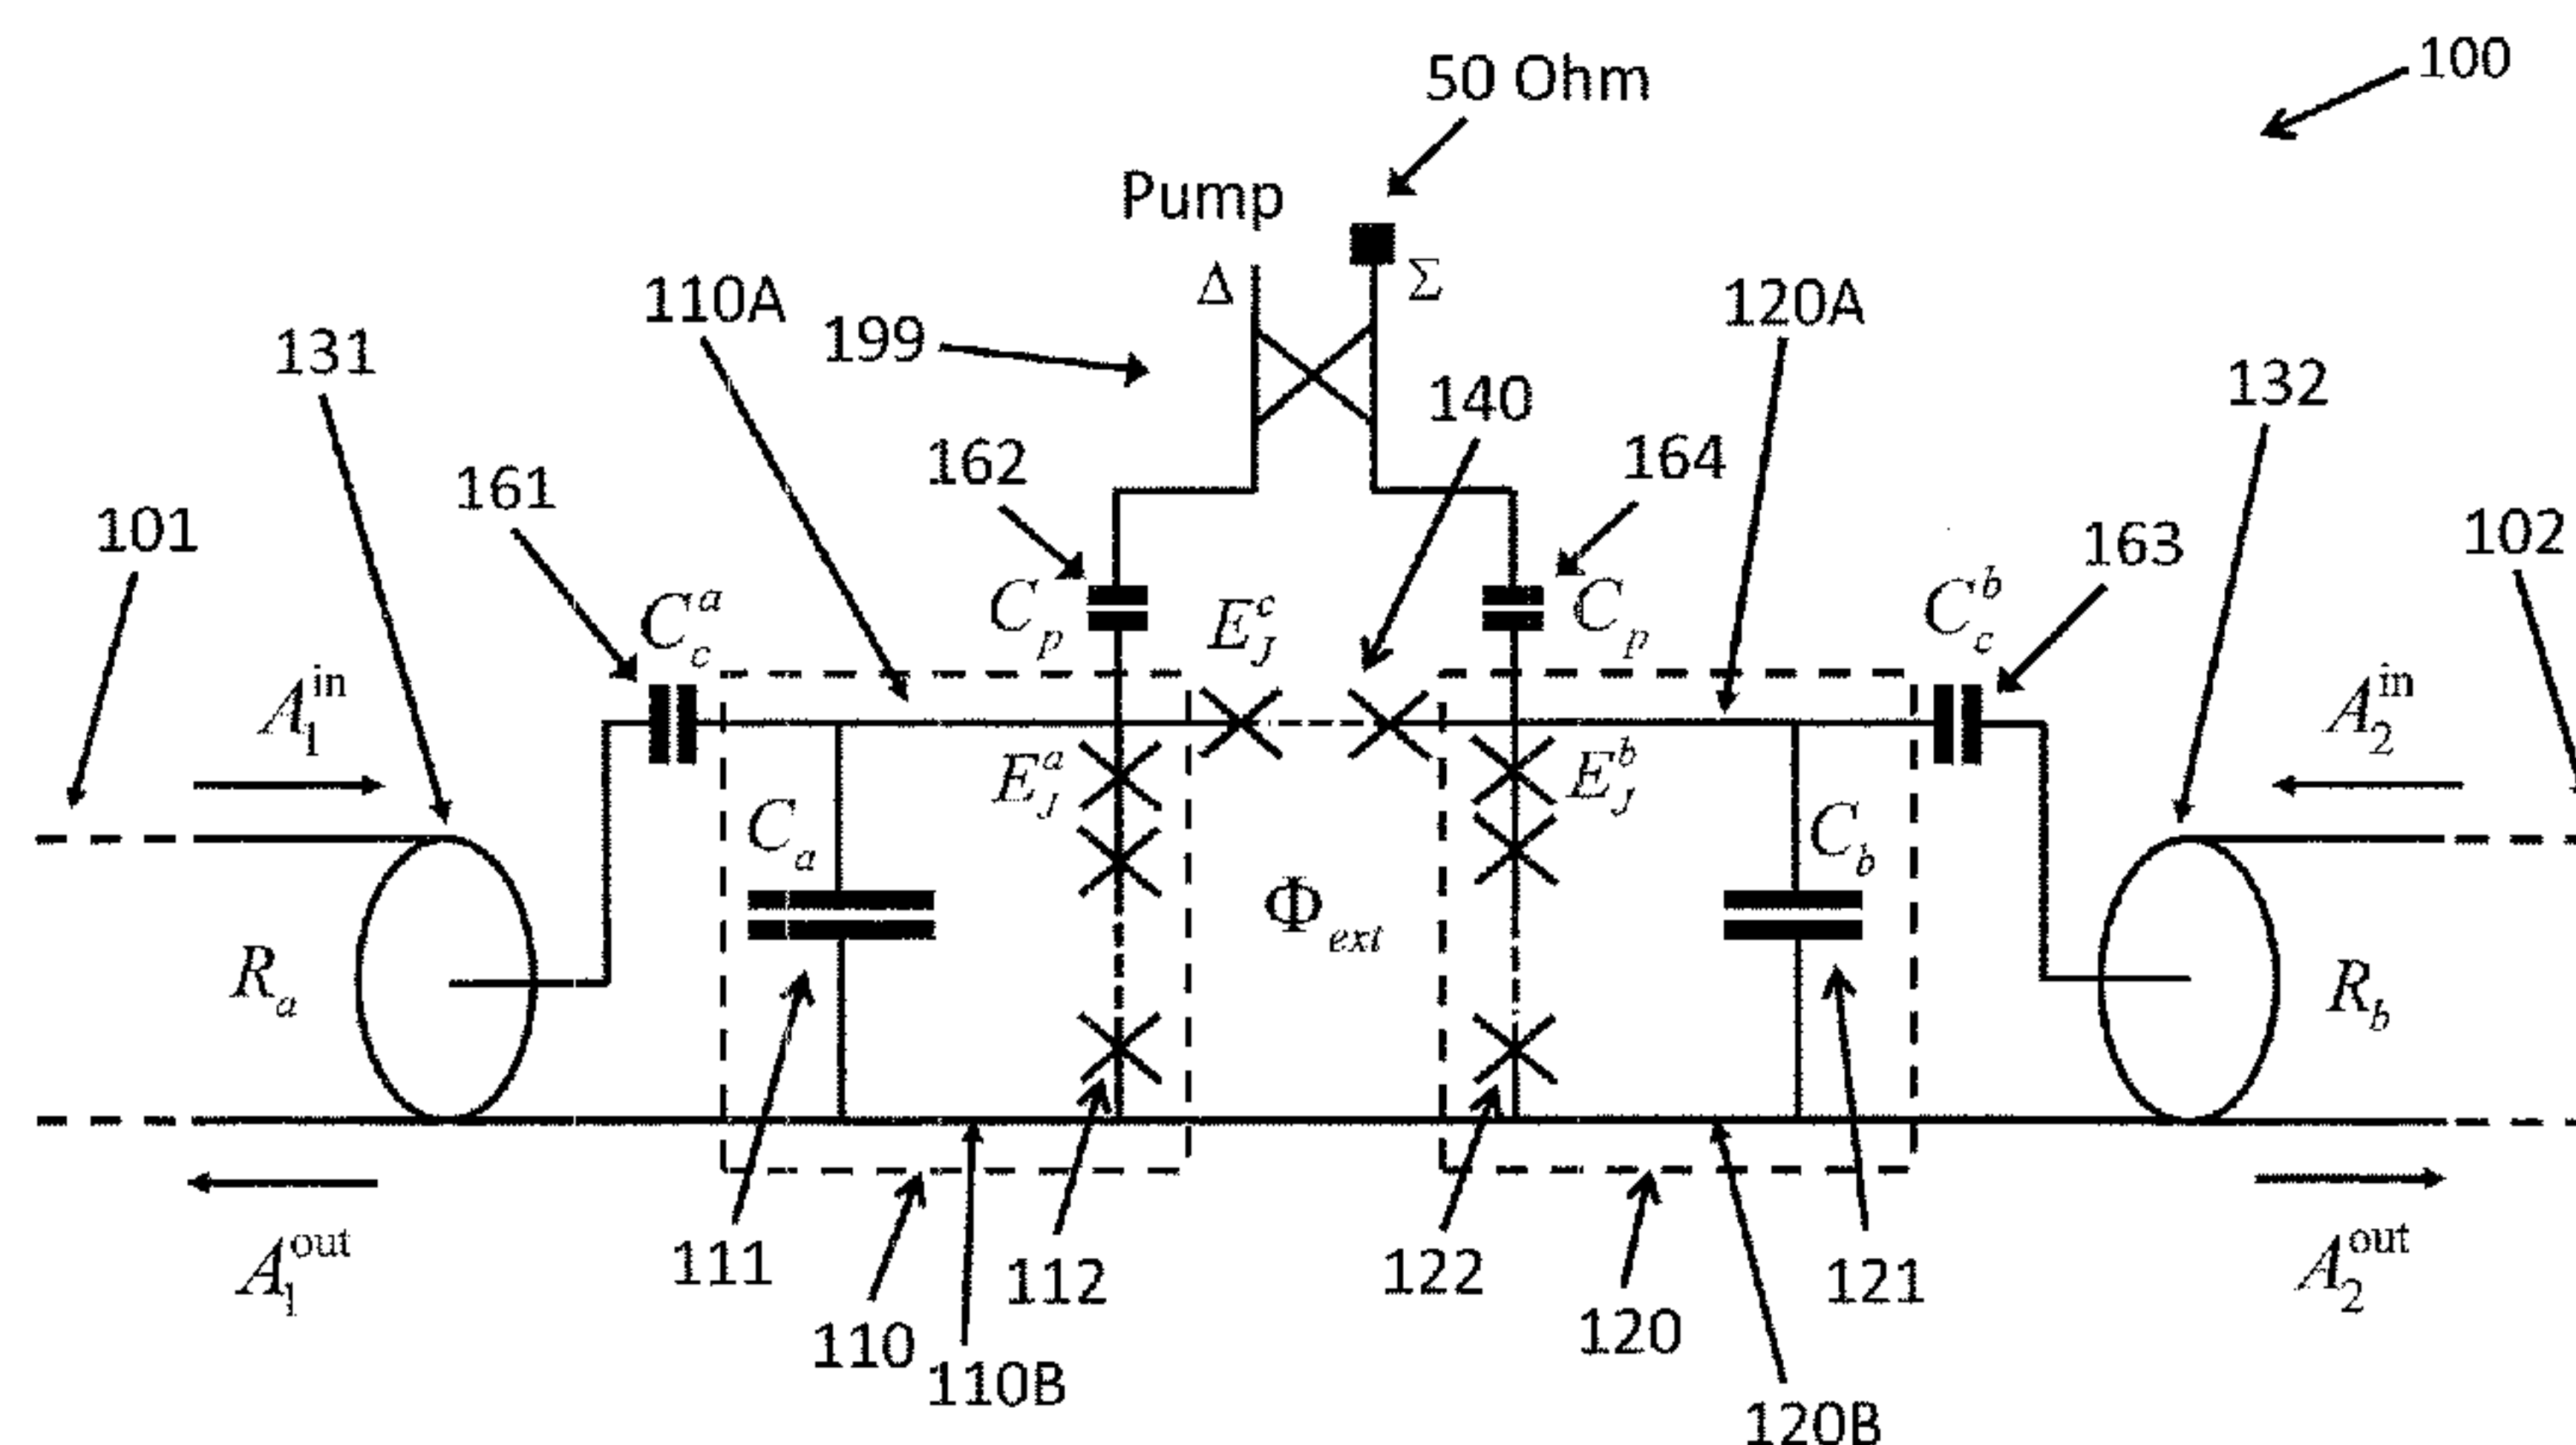 100
50 Ohm
Pump
Δ
Σ
110A
120A
199
131
140
132
162
164
161
101
102
163
C_c^a
C_p
E_J^c
C_p
C_c^b
A_1^in
A_2^in
E_J^a
E_J^b
C_a
C_b
Φ_ext
R_a
R_b
A_1^out
111
112
122
121
A_2^out
110
120
110B
120B